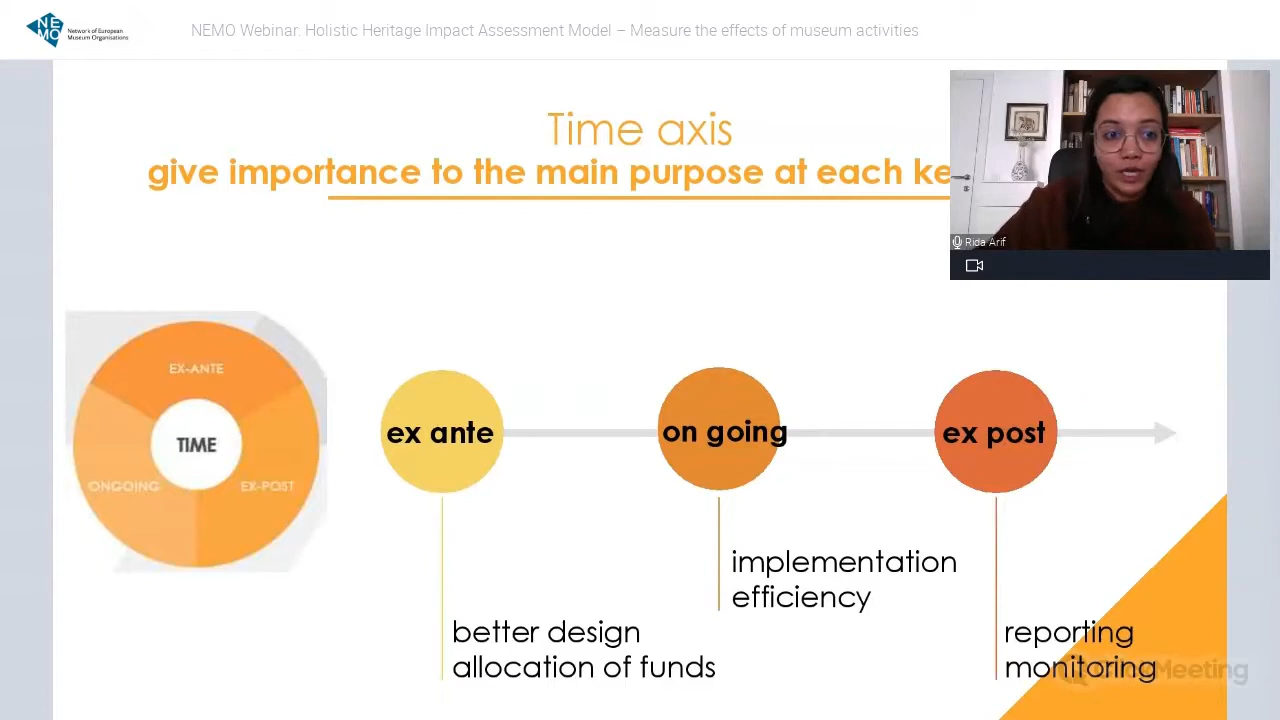 NEMO
Network of European
Museum Organisations
NEMO Webinar: Holistic Heritage Impact Assessment Model – Measure the effects of museum activities
Time axis
give importance to the main purpose at each ke
Rida Arif
EX-ANTE
TIME
ONGOING
EX-POST
ex ante
on going
ex post
implementation
efficiency
better design
allocation of funds
reporting
monitoring
Meeting